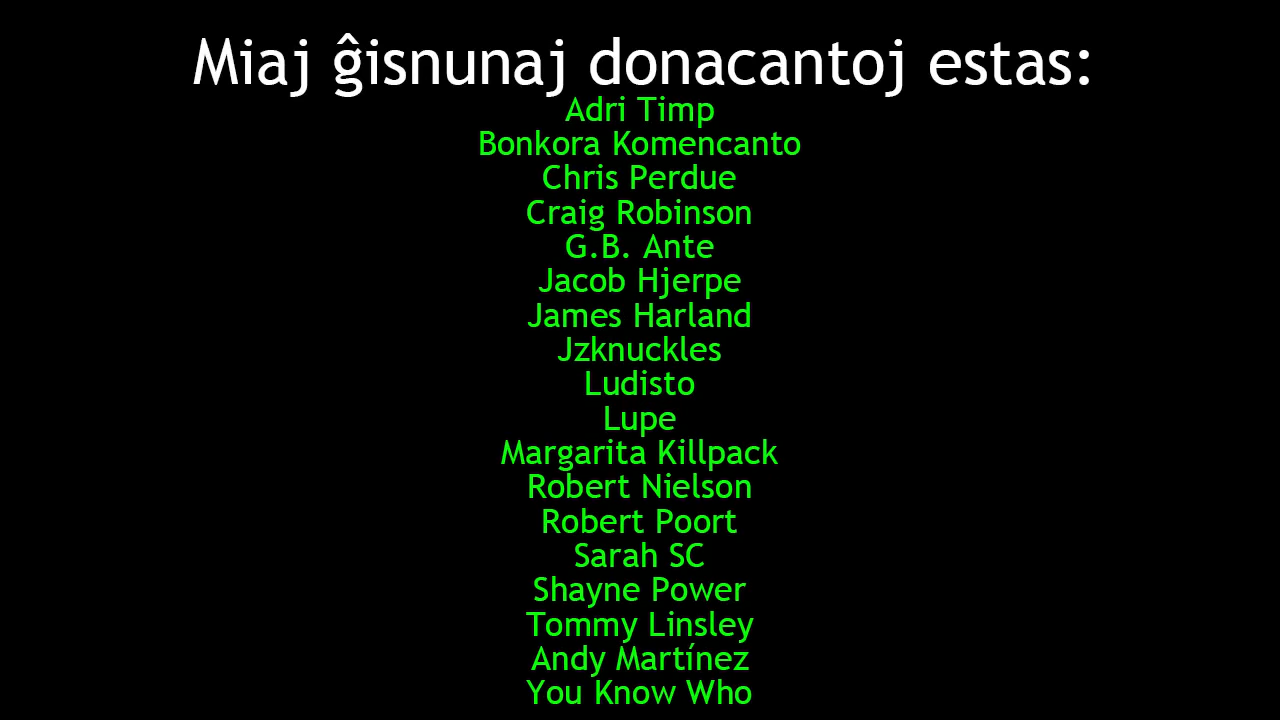 Miaj ĝisnunaj donacantoj estas:
Adri Timp
Bonkora Komencanto
Chris Perdue
Craig Robinson
G.B. Ante
Jacob Hjerpe
James Harland
Jzknuckles
Ludisto
Lupe
Margarita Killpack
Robert Nielson
Robert Poort
Sarah SC
Shayne Power
Tommy Linsley
Andy Martínez
You Know Who